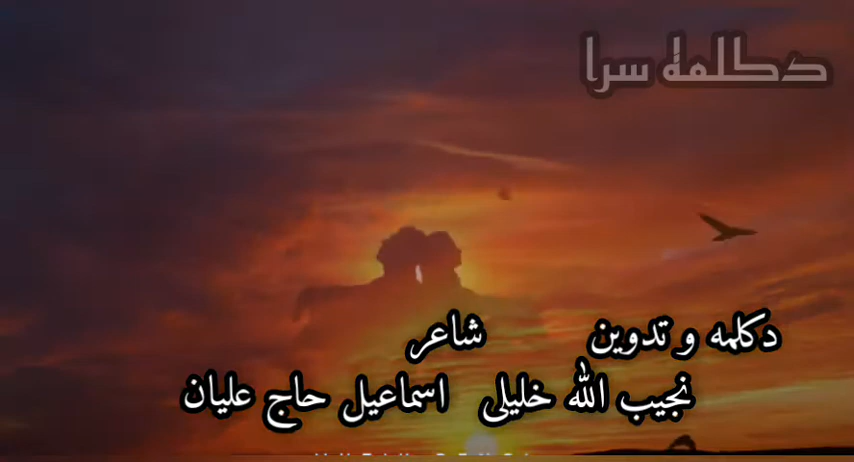 دکلمه سرا
دکلمه و تدوین شاعر
نجیب الله خلیلی اسماعیل حاج علیان